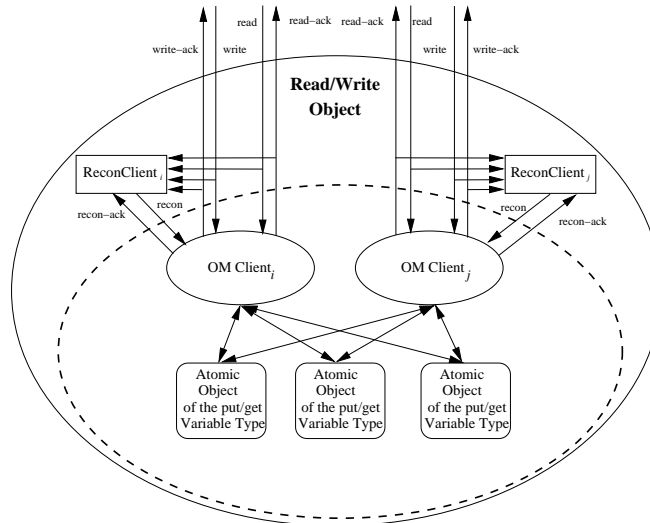 read read-ack read-ack read
write-ack write write write-ack
Read/Write
Object
ReconClient i
ReconClient j
recon
recon-ack
recon
recon-ack
OM Client i
OM Client j
Atomic
Object
of the put/get
Variable Type
Atomic
Object
of the put/get
Variable Type
Atomic
Object
of the put/get
Variable Type